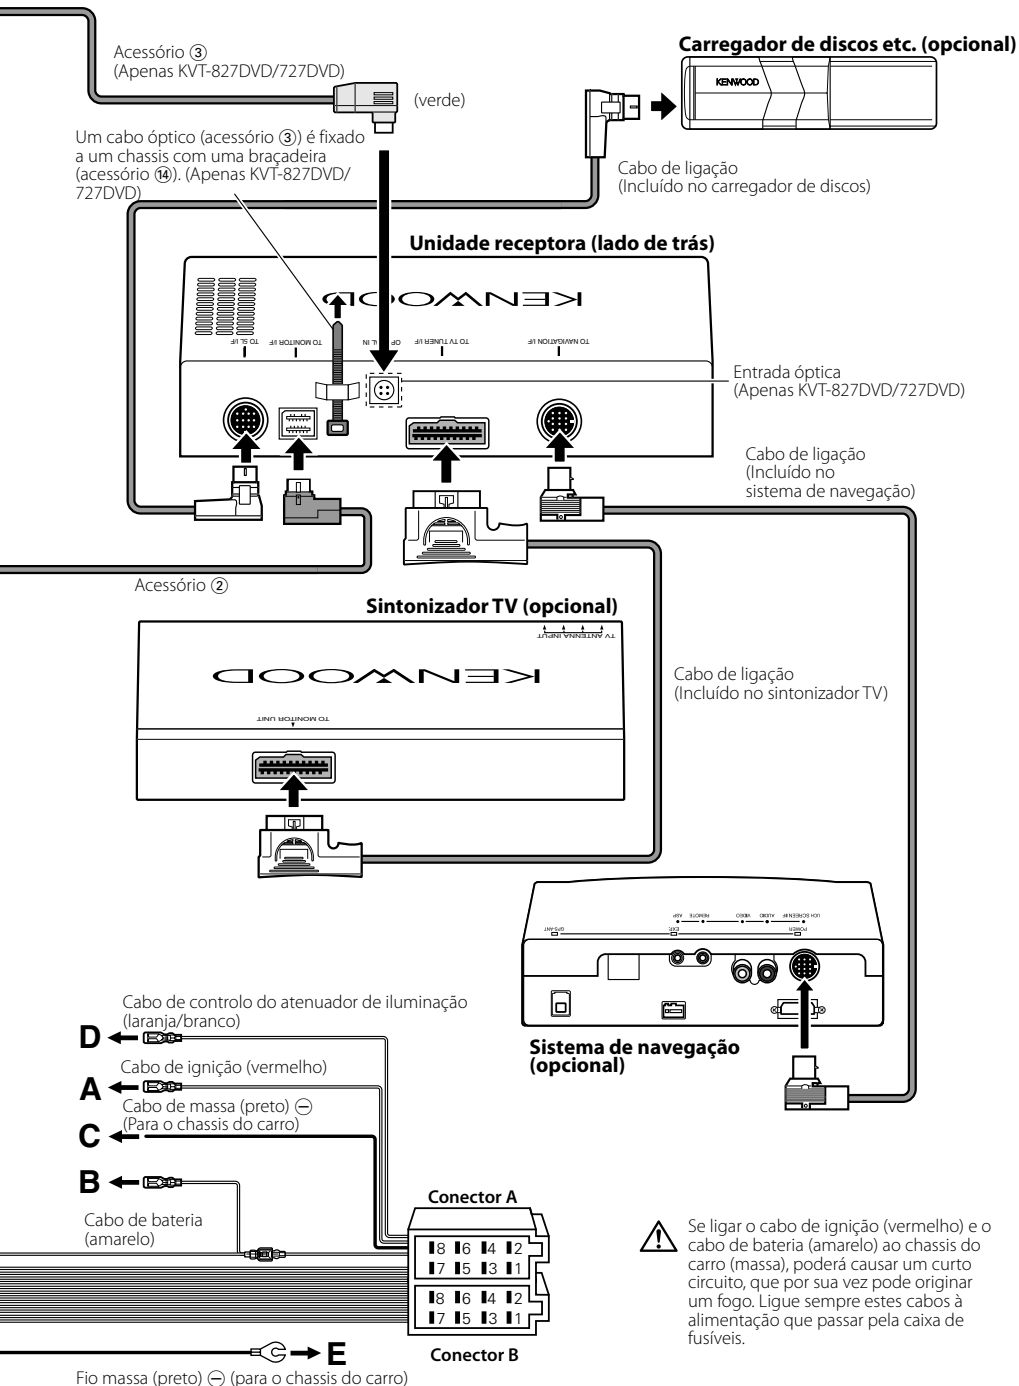 Acessório ③
(Apenas KVT-827DVD/727DVD)
(verde)
Carregador de discos etc. (opcional)
KENWOOD
Um cabo óptico (acessório ③) é fixado
a um chassis com uma braçadeira
(acessório ⑭). (Apenas KVT-827DVD/
727DVD)
Cabo de ligação
(Incluído no carregador de discos)
Unidade receptora (lado de trás)
KENWOOD
TO 5L I/F
TO MONITOR I/F
OP AL IN
TO TV TUNER I/F
TO NAVIGATION I/F
Entrada óptica
(Apenas KVT-827DVD/727DVD)
Cabo de ligação
(Incluído no
sistema de navegação)
Acessório ②
Sintonizador TV (opcional)
TV ANTENNA INPUT
KENWOOD
TO MONITOR UNIT
Cabo de ligação
(Incluído no sintonizador TV)
ASP
REMOTE
VIDEO
AUDIO
UCH SCREEN I/F
GPS-ANT
EXP.
POWER
Sistema de navegação
(opcional)
Cabo de controlo do atenuador de iluminação
(laranja/branco)
D
Cabo de ignição (vermelho)
A
Cabo de massa (preto) ⊖
(Para o chassis do carro)
C
B
Cabo de bateria
(amarelo)
Conector A
8 6 4 2
7 5 3 1
8 6 4 2
7 5 3 1
Conector B
E
Fio massa (preto) ⊖ (para o chassis do carro)
Se ligar o cabo de ignição (vermelho) e o
cabo de bateria (amarelo) ao chassis do
carro (massa), poderá causar um curto
circuito, que por sua vez pode originar
um fogo. Ligue sempre estes cabos à
alimentação que passar pela caixa de
fusíveis.